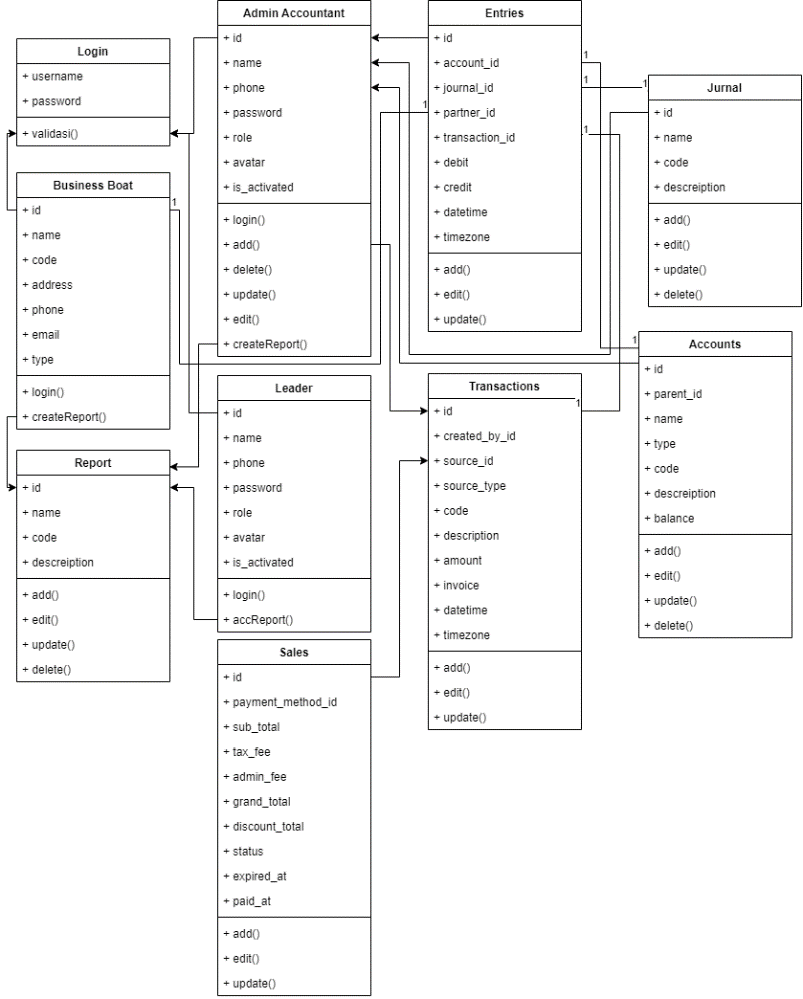 Login
+ username
+ password
+ validasi()
Business Boat
+ id
+ name
+ code
+ address
+ phone
+ email
+ type
+ login()
+ createReport()
1
Report
+ id
+ name
+ code
+ descreiption
+ add()
+ edit()
+ update()
+ delete()
Admin Accountant
+ id
+ name
+ phone
+ password
+ role
+ avatar
+ is_activated
+ login()
+ add()
+ delete()
+ update()
+ edit()
+ createReport()
Leader
+ id
+ name
+ phone
+ password
+ role
+ avatar
+ is_activated
+ login()
+ accReport()
Sales
+ id
+ payment_method_id
+ sub_total
+ tax_fee
+ admin_fee
+ grand_total
+ discount_total
+ status
+ expired_at
+ paid_at
+ add()
+ edit()
+ update()
Entries
+ id
+ account_id
1
+ journal_id
1
1
+ partner_id
1
+ transaction_id
1
+ debit
+ credit
+ datetime
+ timezone
+ add()
+ edit()
+ update()
Transactions
1
+ id
+ created_by_id
+ source_id
+ source_type
+ code
+ description
+ amount
+ invoice
+ datetime
+ timezone
+ add()
+ edit()
+ update()
Jurnal
+ id
+ name
+ code
+ descreiption
+ add()
+ edit()
+ update()
+ delete()
1
Accounts
+ id
+ parent_id
+ name
+ type
+ code
+ descreiption
+ balance
+ add()
+ edit()
+ update()
+ delete()